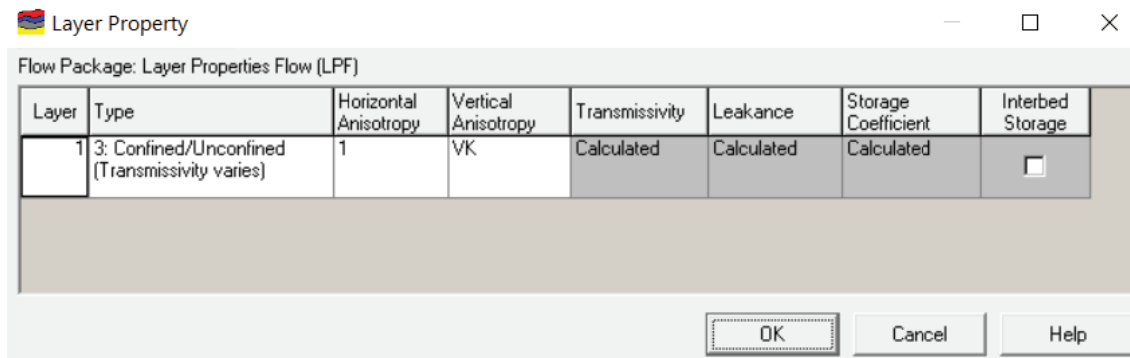 Layer Property
Flow Package: Layer Properties Flow (LPF)
Layer Type Horizontal Anisotropy Vertical Anisotropy Transmissivity Leakance Storage Coefficient Interbed Storage
1 3: Confined/Unconfined (Transmissivity varies) 1 VK Calculated Calculated Calculated
OK Cancel Help